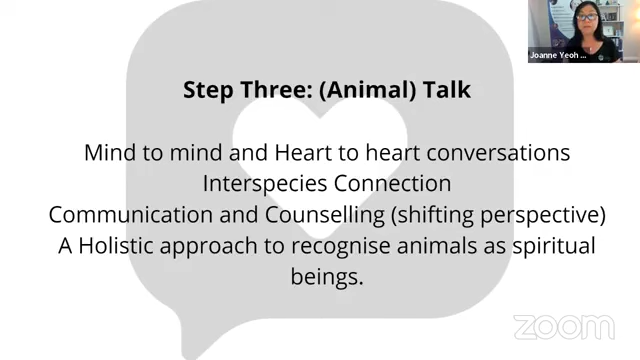 Joanne Yeoh ...
Step Three: (Animal) Talk
Mind to mind and Heart to heart conversations
Interspecies Connection
Communication and Counselling (shifting perspective)
A Holistic approach to recognise animals as spiritual
beings.
zoom